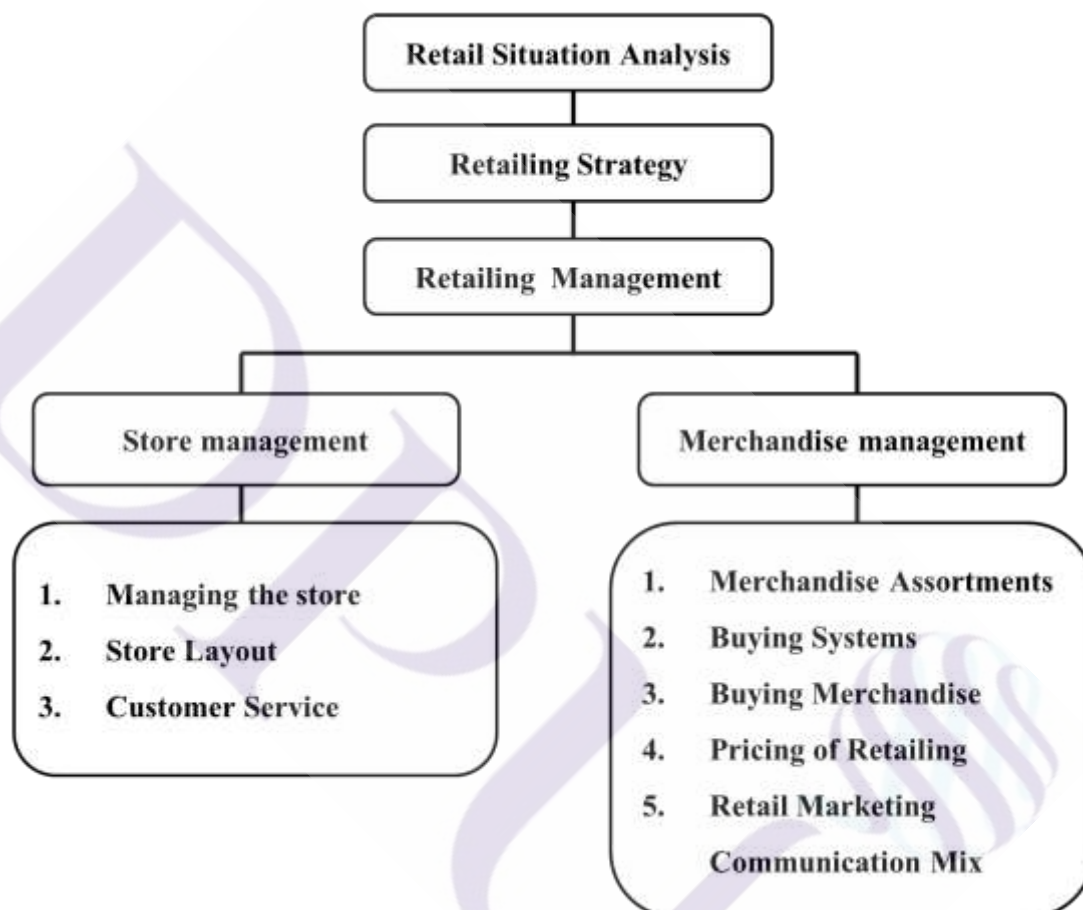 Retail Situation Analysis
Retailing Strategy
Retailing Management
Store management
Merchandise management
1. Managing the store
2. Store Layout
3. Customer Service
1. Merchandise Assortments
2. Buying Systems
3. Buying Merchandise
4. Pricing of Retailing
5. Retail Marketing
Communication Mix
DPU